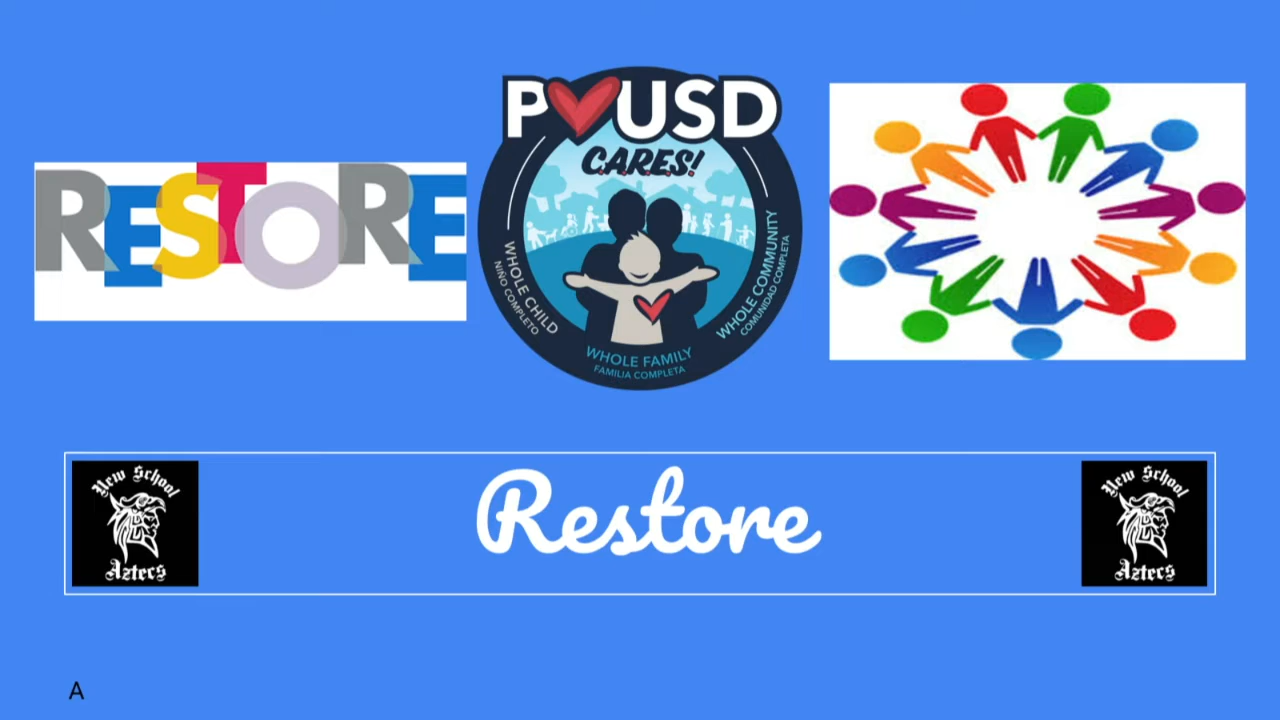 RESTORE
PVUSD
CARES!
WHOLE CHILD
NIÑO COMPLETO
WHOLE FAMILY
FAMILIA COMPLETA
WHOLE COMMUNITY
COMUNIDAD COMPLETA
New School
Aztecs
Restore
New School
Aztecs
A